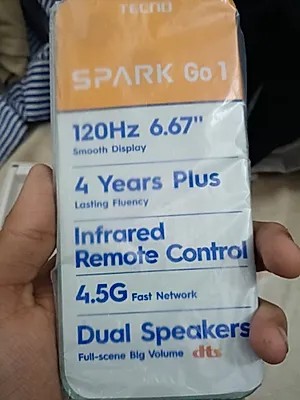 TECNO
SPARK Go 1
120Hz 6.67"
Smooth Display
4 Years Plus
Lasting Fluency
Infrared
Remote Control
4.5G Fast Network
Dual Speakers
Full-scene Big Volume dts